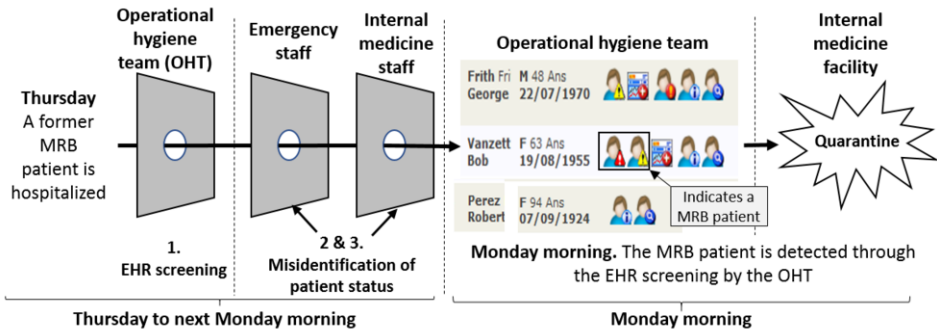 Operational
hygiene
team (OHT)
Emergency
staff
Internal
medicine
staff
Operational hygiene team
Internal
medicine
facility
Thursday
A former
MRB
patient is
hospitalized
Frith Fri M 48 Ans
George 22/07/1970
Vanzett F 63 Ans
Bob 19/08/1955
Perez F 94 Ans
Robert 07/09/1924
Indicates a
MRB patient
Quarantine
1.
EHR screening
2 & 3.
Misidentification of
patient status
Monday morning. The MRB patient is detected through
the EHR screening by the OHT
Thursday to next Monday morning
Monday morning